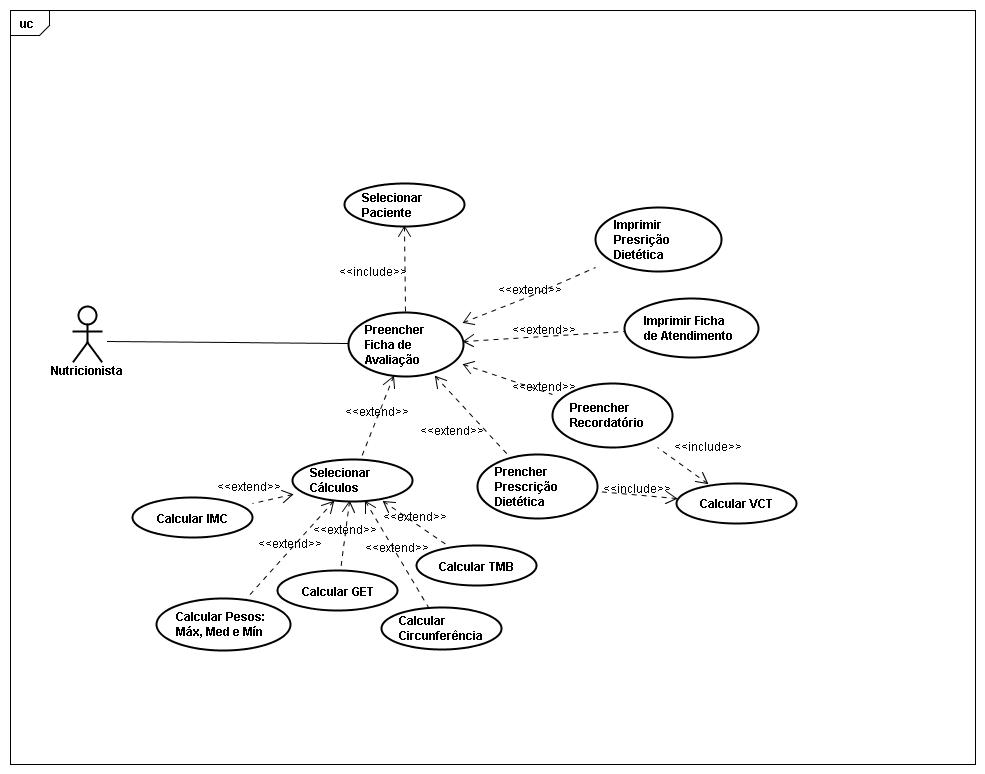 uc
Selecionar
Paciente
Imprimir
Presrição
Dietética
<<include>>
<<extend>>
Imprimir Ficha
de Atendimento
<<extend>>
Preencher
Ficha de
Avaliação
Nutricionista
<<extend>>
Preencher
Recordatório
<<extend>>
<<extend>>
<<include>>
Selecionar
Cálculos
Prencher
Prescrição
Dietética
<<extend>>
<<include>>
Calcular VCT
Calcular IMC
<<extend>>
<<extend>>
<<extend>>
<<extend>>
Calcular TMB
Calcular GET
Calcular Pesos:
Máx, Med e Mín
Calcular
Circunferência